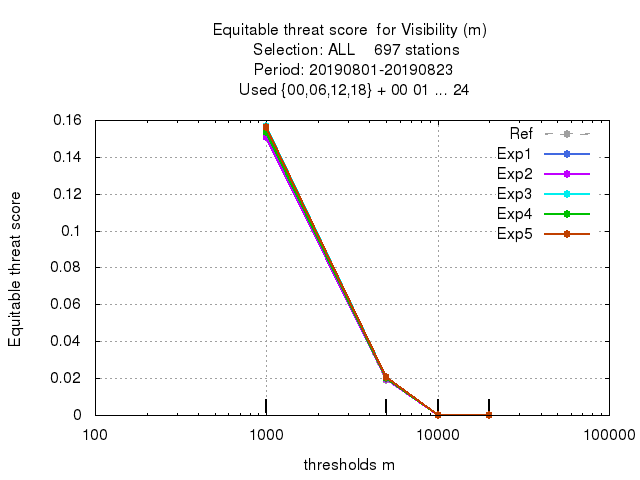 Equitable threat score  for Visibility (m)
Selection: ALL    697 stations
Period: 20190801-20190823
Used {00,06,12,18} + 00 01 ... 24
Equitable threat score
0.16
0.14
0.12
0.1
0.08
0.06
0.04
0.02
0
Ref
Exp1
Exp2
Exp3
Exp4
Exp5
100
1000
10000
100000
thresholds m